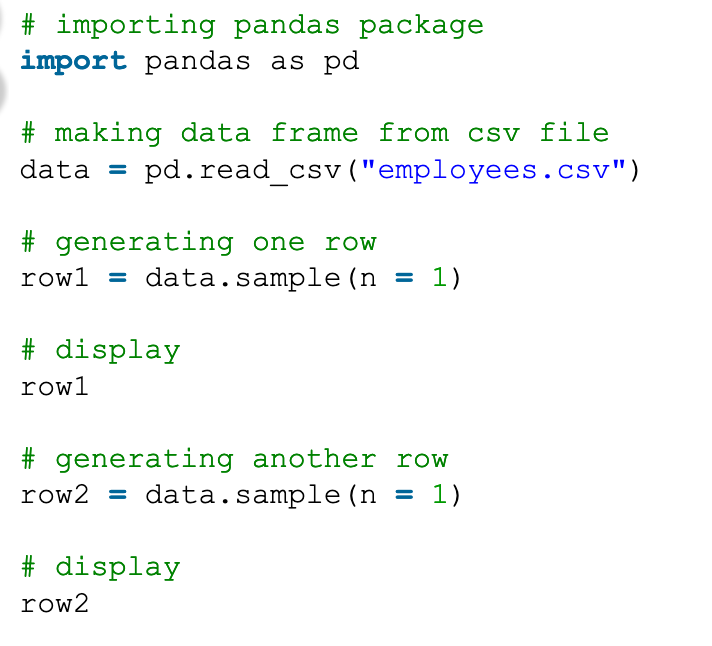 # importing pandas package
import pandas as pd
# making data frame from csv file
data = pd.read_csv("employees.csv")
# generating one row
row1 = data.sample(n = 1)
# display
row1
# generating another row
row2 = data.sample(n = 1)
# display
row2